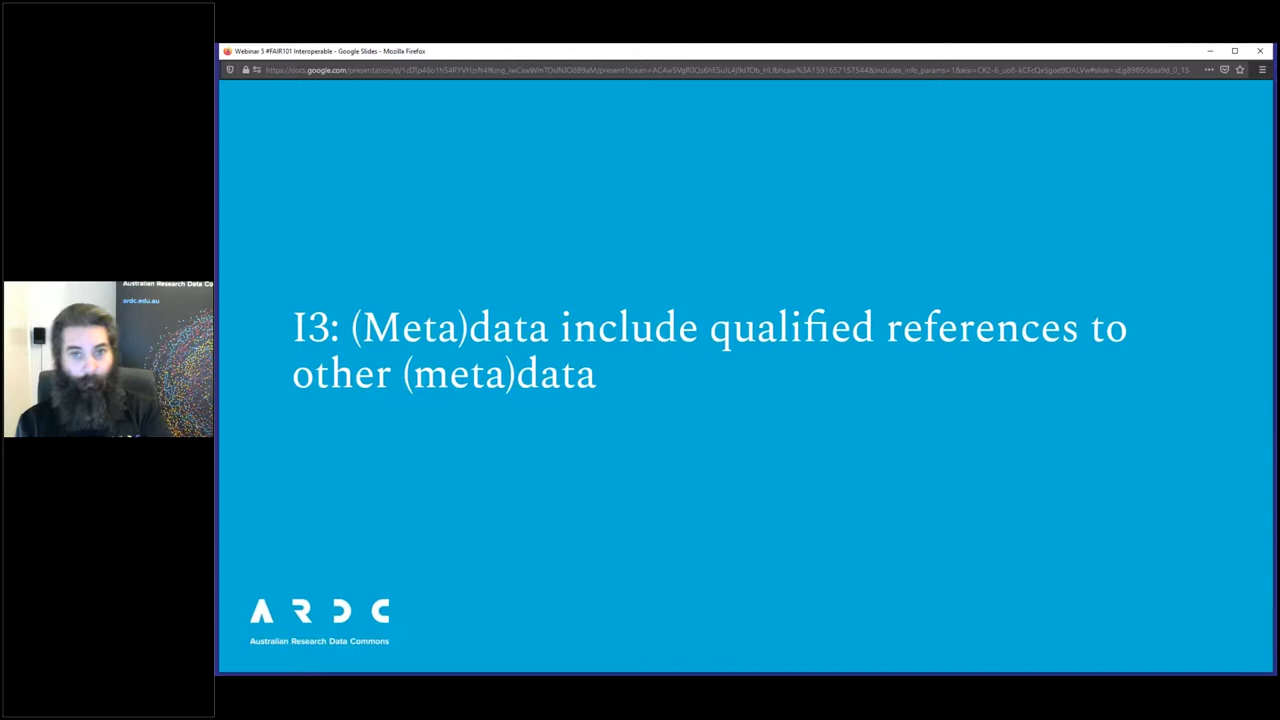 Webinar 5 #FAIR101 Interoperable - Google Slides - Mozilla Firefox
I3: (Meta)data include qualified references to
other (meta)data
Australian Research Data Co
ardc.edu.au
ARDC
Australian Research Data Commons